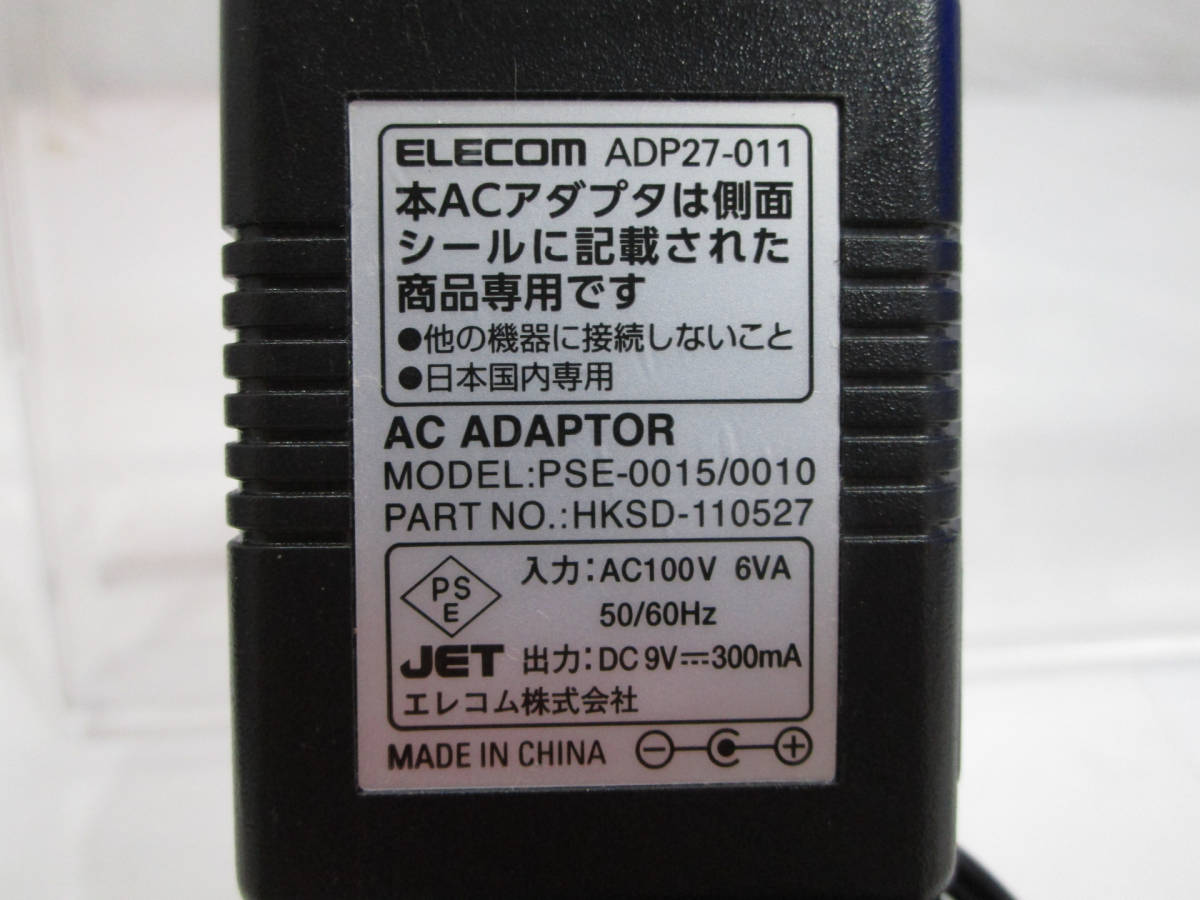 ELECOM ADP27-011
本ACアダプタは側面
シールに記載された
商品専用です
●他の機器に接続しないこと
●日本国内専用
AC ADAPTOR
MODEL:PSE-0015/0010
PART NO.:HKSD-110527
PS
E
入力:AC100V 6VA
50/60Hz
JET 出力:DC9V⎓300mA
エレコム株式会社
MADE IN CHINA